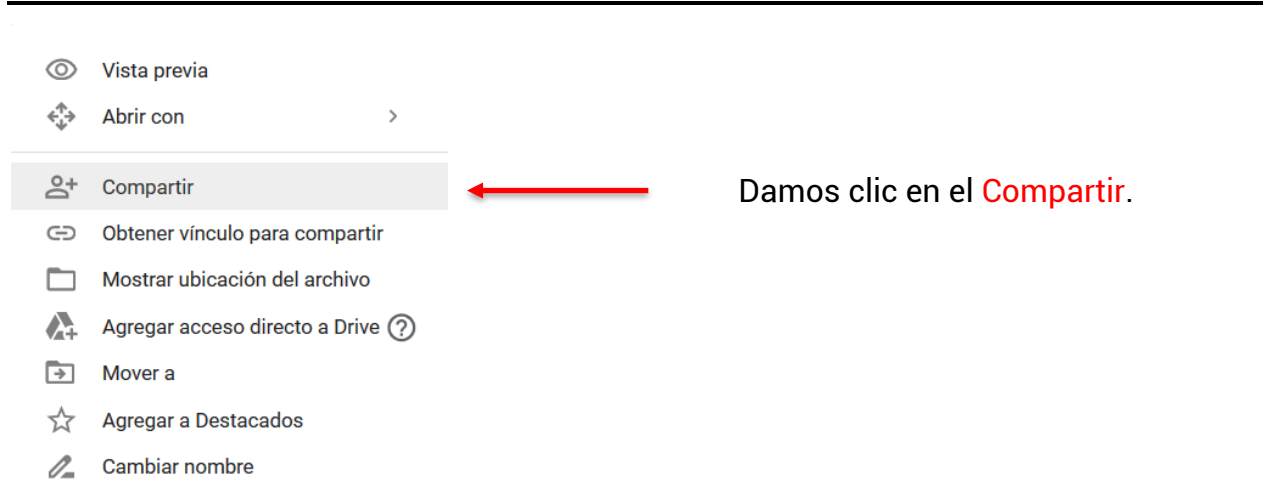 Vista previa
Abrir con
Compartir
Damos clic en el Compartir.
Obtener vínculo para compartir
Mostrar ubicación del archivo
Agregar acceso directo a Drive
Mover a
Agregar a Destacados
Cambiar nombre